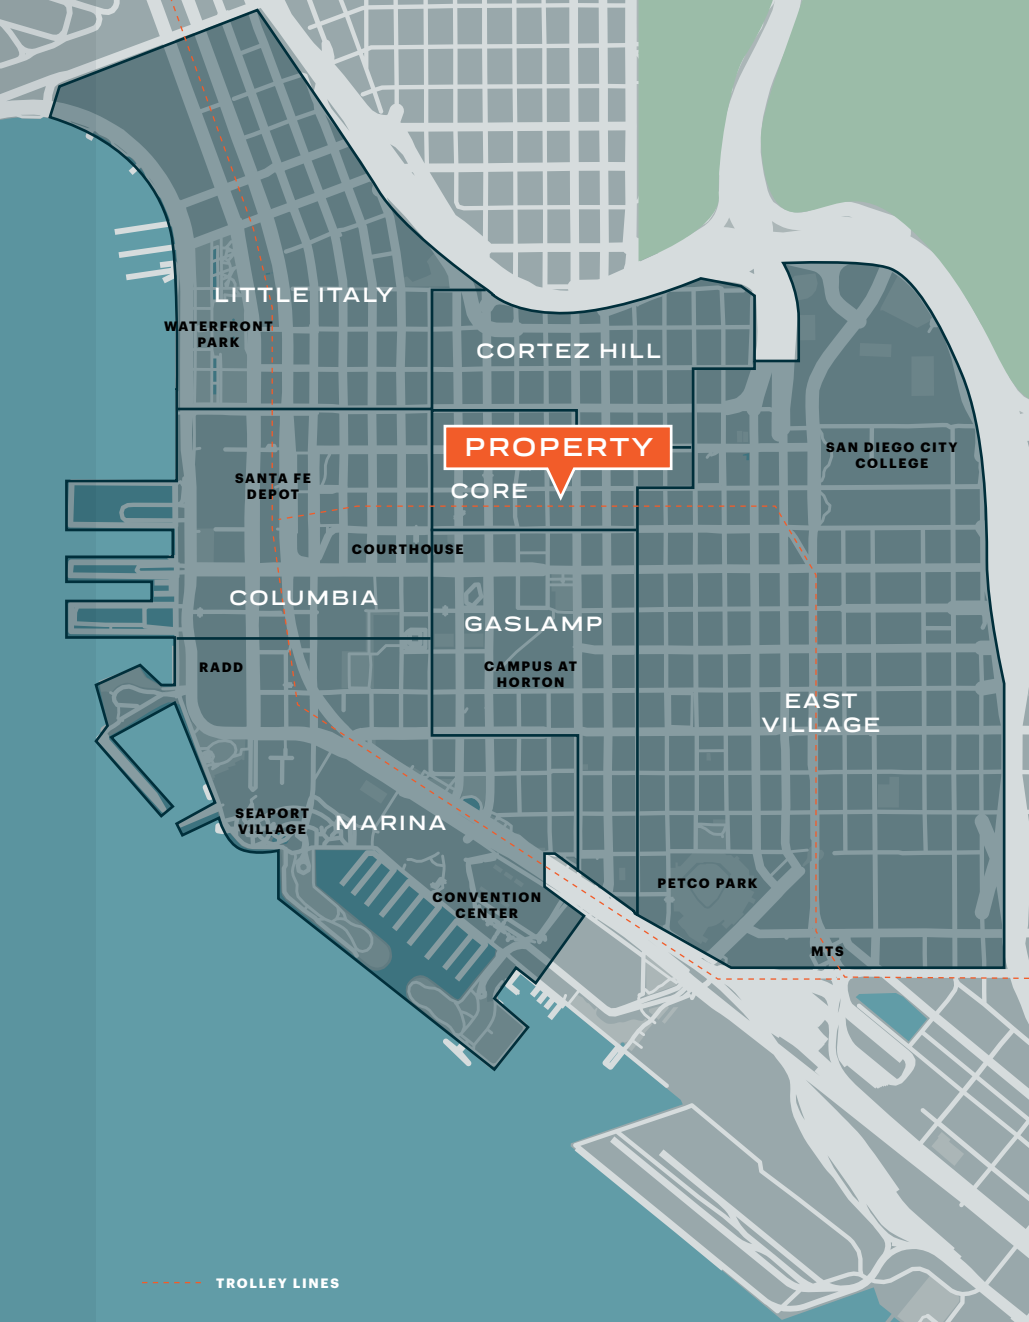 LITTLE ITALY
WATERFRONT
PARK
CORTEZ HILL
PROPERTY
SAN DIEGO CITY
COLLEGE
SANTA FE
DEPOT
CORE
COURTHOUSE
COLUMBIA
GASLAMP
RADD
CAMPUS AT
HORTON
EAST
VILLAGE
SEAPORT
VILLAGE
MARINA
PETCO PARK
CONVENTION
CENTER
MTS
TROLLEY LINES